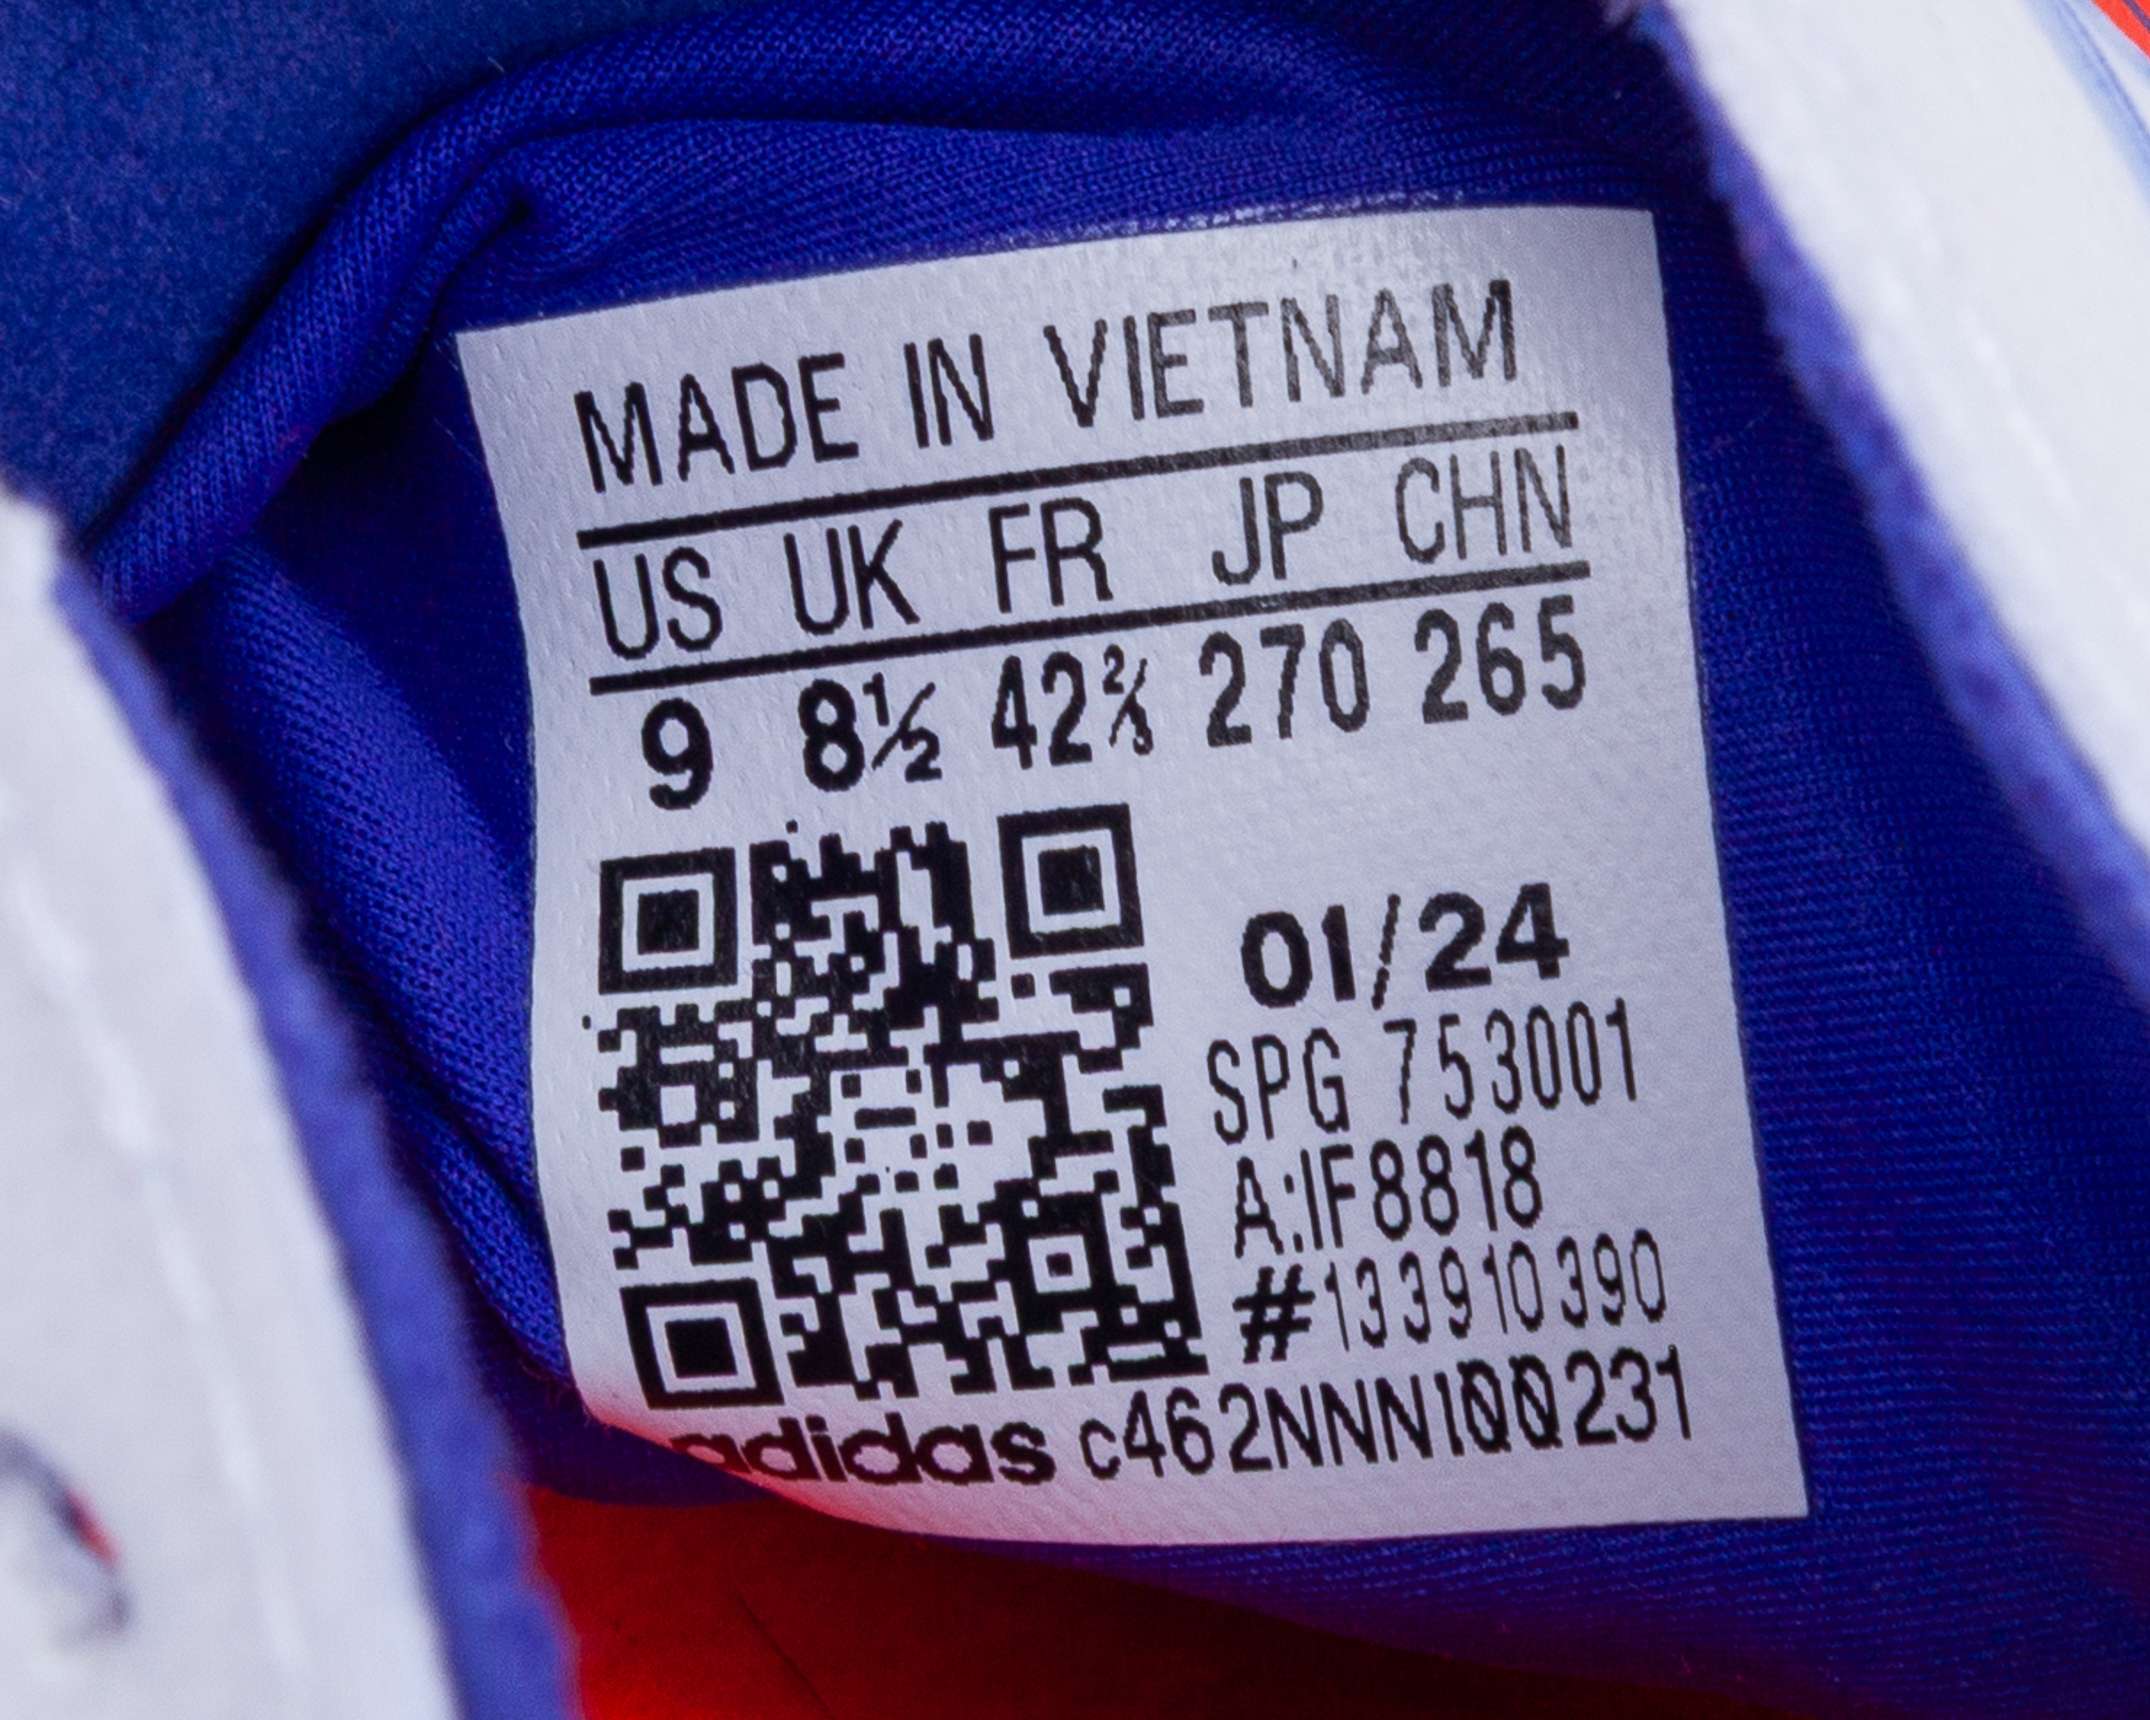 MADE IN VIETNAM
US UK FR JP CHN
9 8½ 42⅔ 270 265
01/24
SPG 753001
A:IF8818
#133910390
adidas c462NNN100231